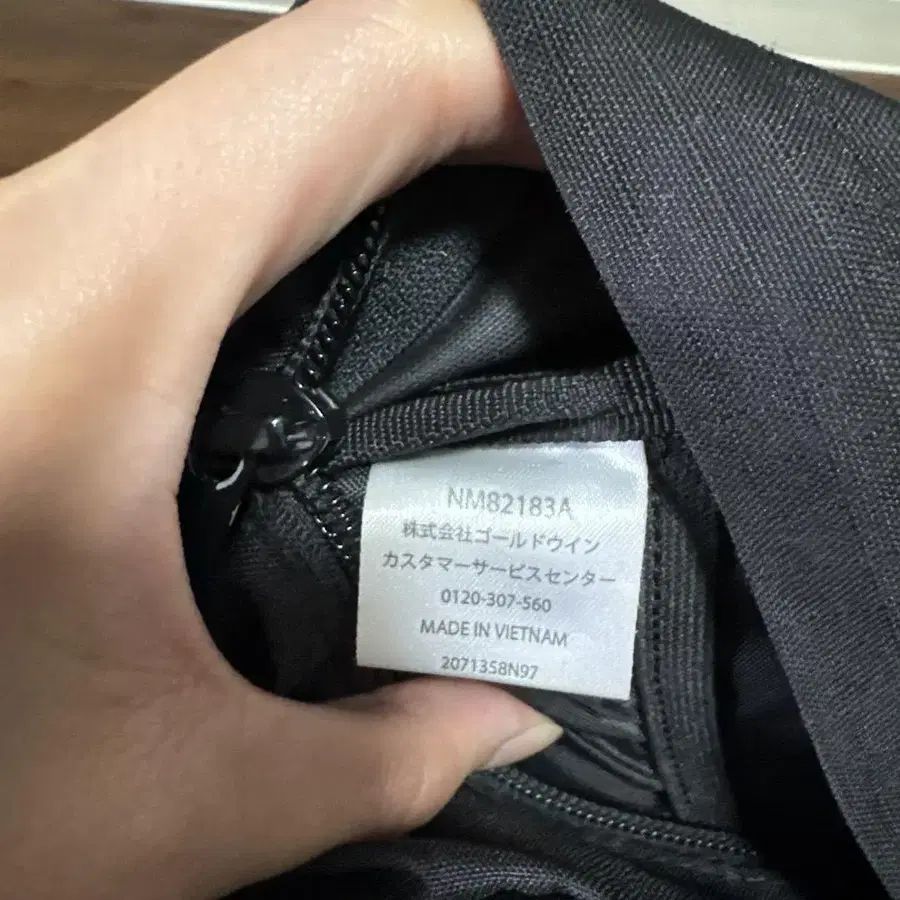 NM82183A
株式会社ゴールドウイン
カスタマーサービスセンター
0120-307-560
MADE IN VIETNAM
2071358N97